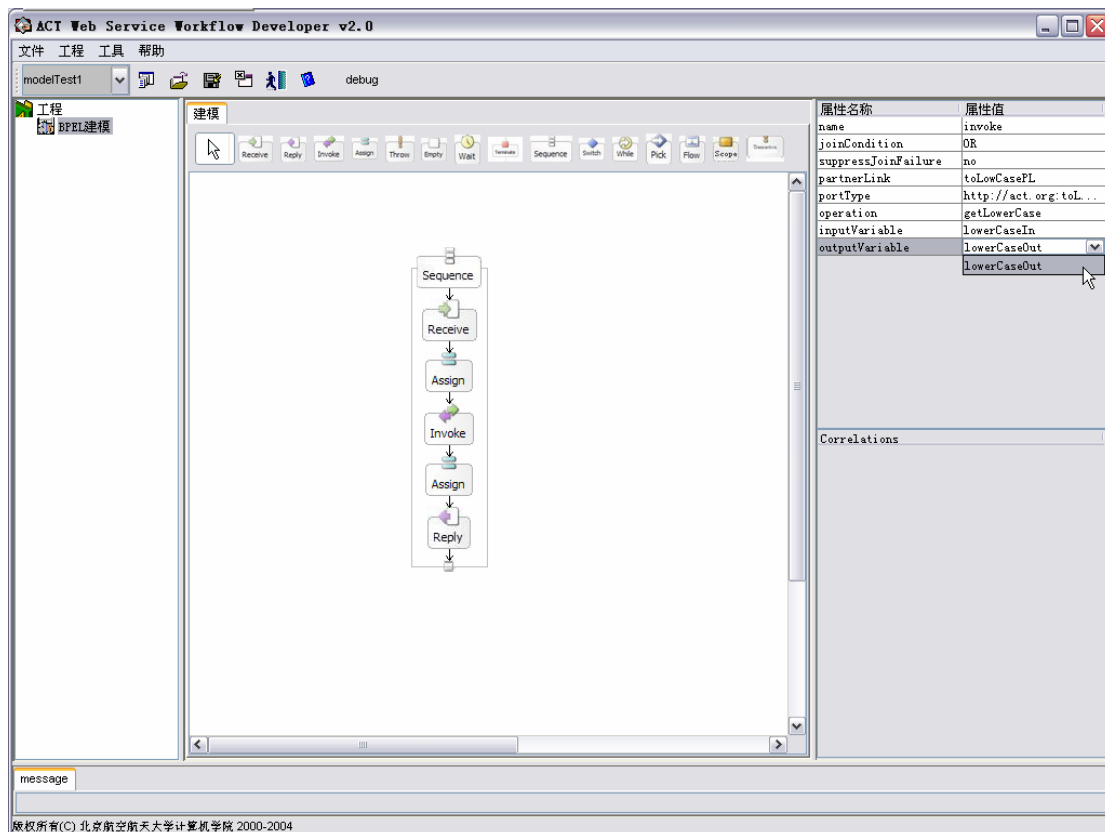 ACT Web Service Workflow Developer v2.0
文件 工程 工具 帮助
modelTest1 debug
工程
BPEL建模
建模
Receive Reply Invoke Assign Throw Empty Wait Terminate Sequence Switch While Pick Flow Scope
Sequence
Receive
Assign
Invoke
Assign
Reply
属性名称 属性值
name invoke
joinCondition OR
suppressJoinFailure no
partnerLink toLowCasePL
portType http://act.org:toL...
operation getLowerCase
inputVariable lowerCaseIn
outputVariable lowerCaseOut
lowerCaseOut
Correlations
message
版权所有(C) 北京航空航天大学计算机学院 2000-2004